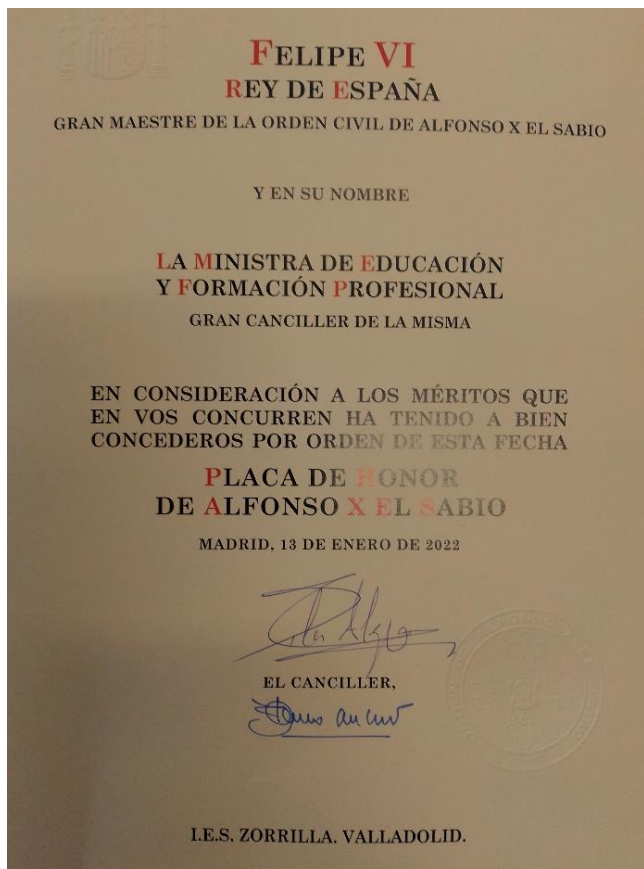 FELIPE VI
REY DE ESPAÑA
GRAN MAESTRE DE LA ORDEN CIVIL DE ALFONSO X EL SABIO
Y EN SU NOMBRE
LA MINISTRA DE EDUCACIÓN
Y FORMACIÓN PROFESIONAL
GRAN CANCILLER DE LA MISMA
EN CONSIDERACIÓN A LOS MÉRITOS QUE
EN VOS CONCURREN HA TENIDO A BIEN
CONCEDEROS POR ORDEN DE ESTA FECHA
PLACA DE HONOR
DE ALFONSO X EL SABIO
MADRID, 13 DE ENERO DE 2022
EL CANCILLER,
I.E.S. ZORRILLA. VALLADOLID.